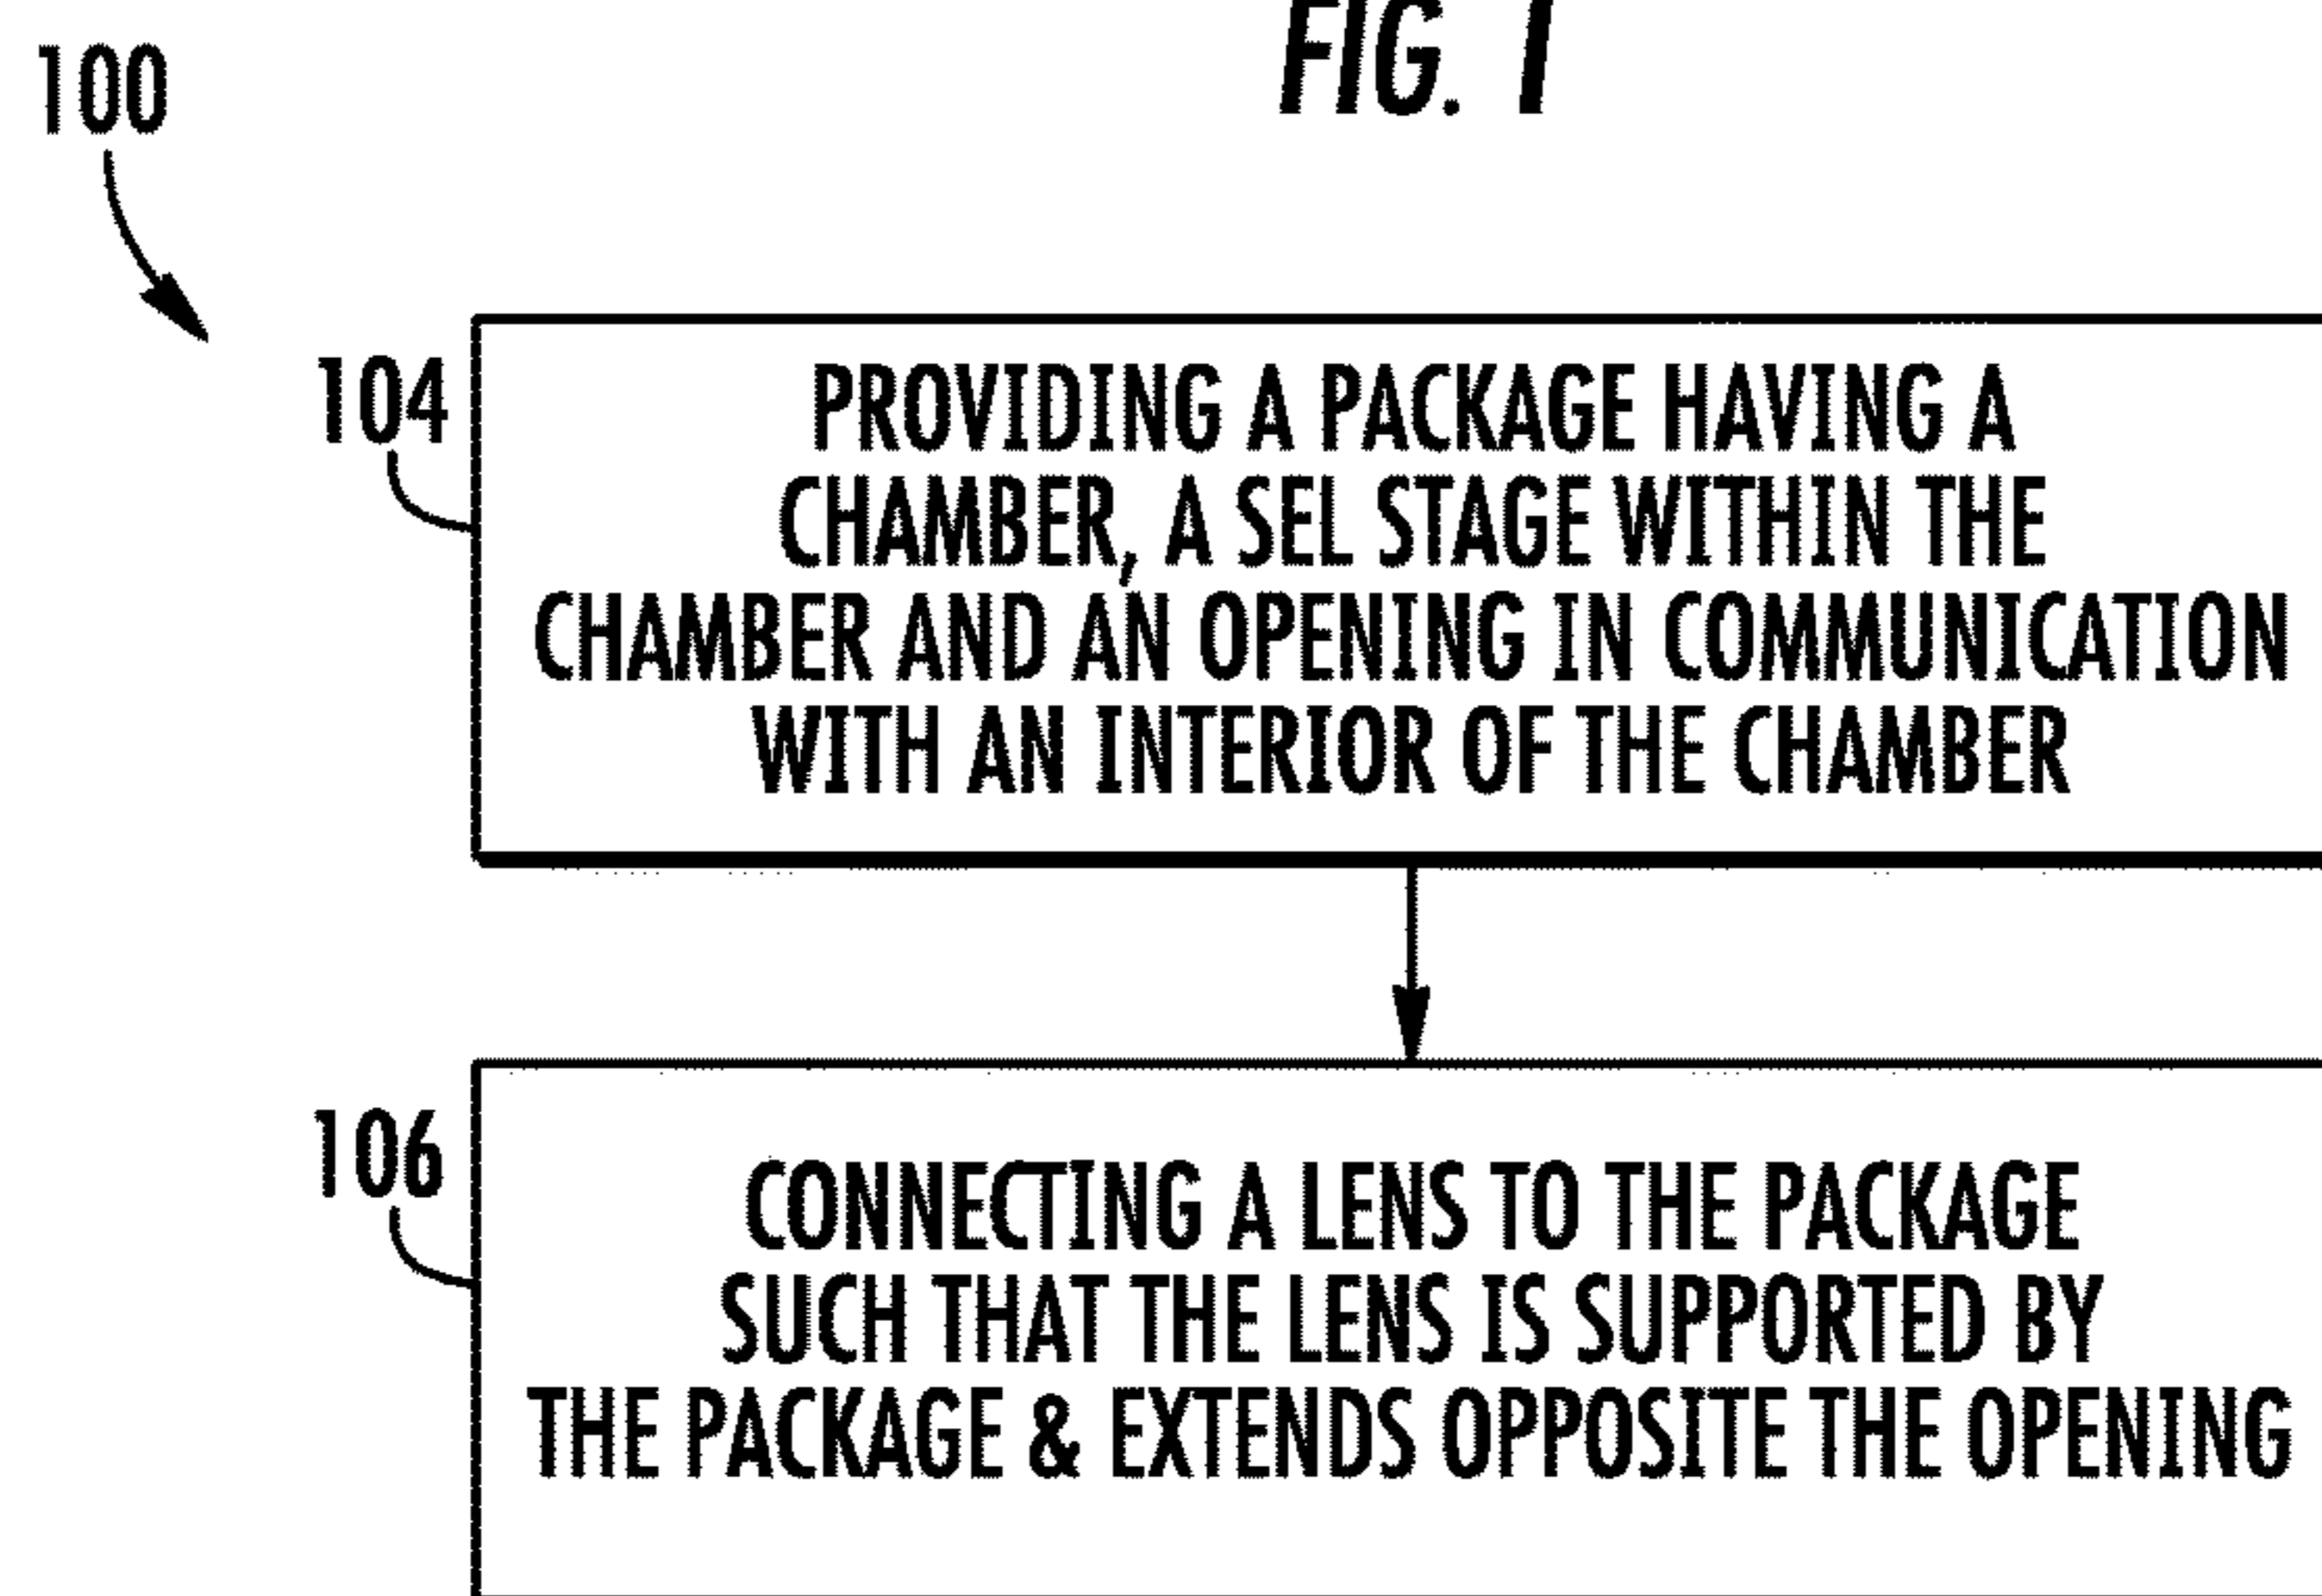 FIG. 1
100
104
PROVIDING A PACKAGE HAVING A
CHAMBER, A SEL STAGE WITHIN THE
CHAMBER AND AN OPENING IN COMMUNICATION
WITH AN INTERIOR OF THE CHAMBER
106
CONNECTING A LENS TO THE PACKAGE
SUCH THAT THE LENS IS SUPPORTED BY
THE PACKAGE & EXTENDS OPPOSITE THE OPENING